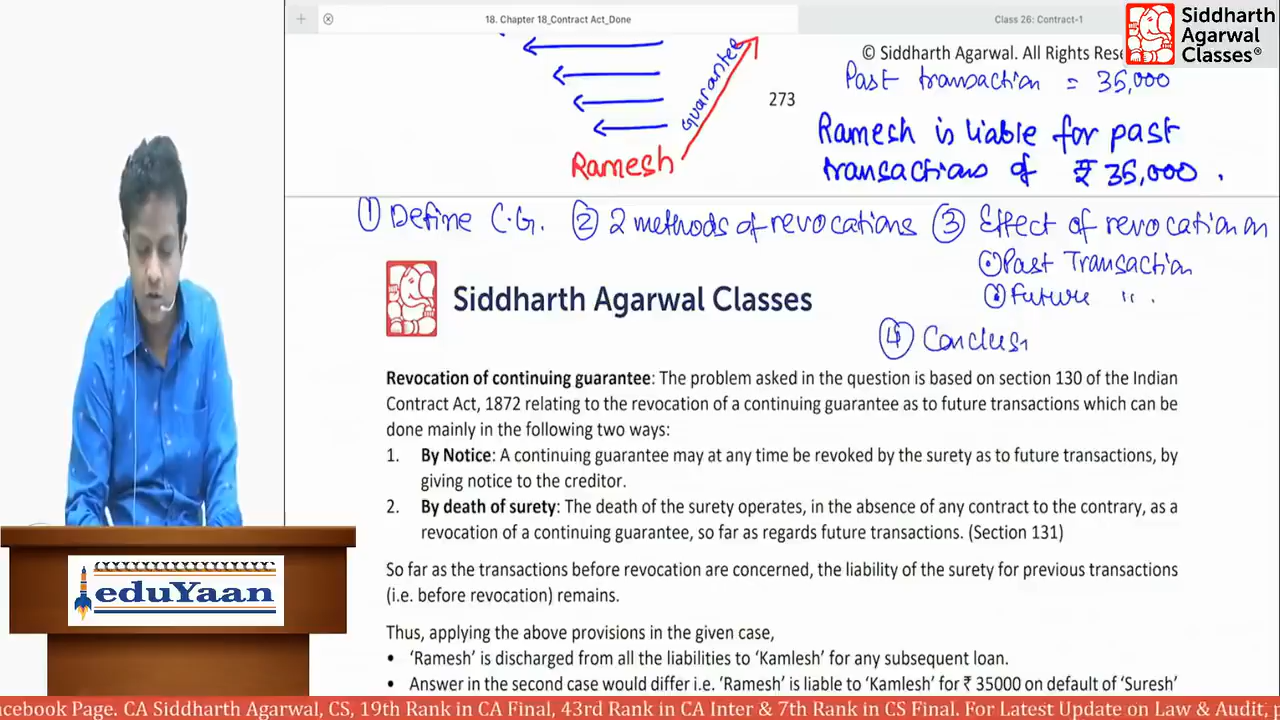 18. Chapter 18_Contract Act_Done
Class 26: Contract-1
Siddharth
Agarwal
Classes®
© Siddharth Agarwal. All Rights Rese
Past transaction = 35,000
273
Guarantee
Ramesh is liable for past
transactions of ₹ 35,000.
Ramesh
① Define C.G. ② 2 methods of revocations ③ Effect of revocation on
① Past Transaction
② Future " .
④ Conclusi
Siddharth Agarwal Classes
Revocation of continuing guarantee: The problem asked in the question is based on section 130 of the Indian
Contract Act, 1872 relating to the revocation of a continuing guarantee as to future transactions which can be
done mainly in the following two ways:
1. By Notice: A continuing guarantee may at any time be revoked by the surety as to future transactions, by
giving notice to the creditor.
2. By death of surety: The death of the surety operates, in the absence of any contract to the contrary, as a
revocation of a continuing guarantee, so far as regards future transactions. (Section 131)
So far as the transactions before revocation are concerned, the liability of the surety for previous transactions
(i.e. before revocation) remains.
Thus, applying the above provisions in the given case,
• 'Ramesh' is discharged from all the liabilities to 'Kamlesh' for any subsequent loan.
• Answer in the second case would differ i.e. 'Ramesh' is liable to 'Kamlesh' for ₹ 35000 on default of 'Suresh'
eduYaan
acebook Page. CA Siddharth Agarwal, CS, 19th Rank in CA Final, 43rd Rank in CA Inter & 7th Rank in CS Final. For Latest Update on Law & Audit, p